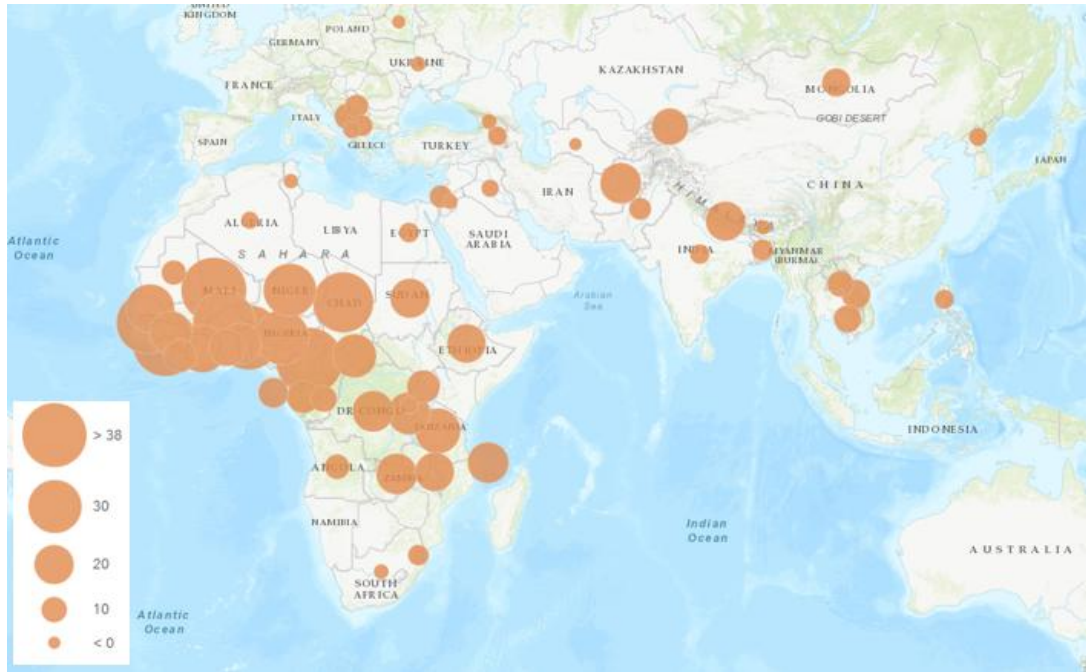 UNITED
KINGDOM
POLAND
GERMANY
UKRAINE
KAZAKHSTAN
FRANCE
MONGOLIA
ITALY
GOBI DESERT
SPAIN
GREECE
TURKEY
JAPAN
IRAN
CHINA
HIMALAYA
ALGERIA
LIBYA
EGYPT
SAUDI
ARABIA
Atlantic
Ocean
SAHARA
INDIA
MYANMAR
(BURMA)
MALI
NIGER
CHAD
SUDAN
Arabian
Sea
NIGERIA
ETHIOPIA
DR CONGO
TANZANIA
INDONESIA
ANGOLA
ZAMBIA
NAMIBIA
Indian
Ocean
AUSTRALIA
SOUTH
AFRICA
Atlantic
Ocean
> 38
30
20
10
< 0